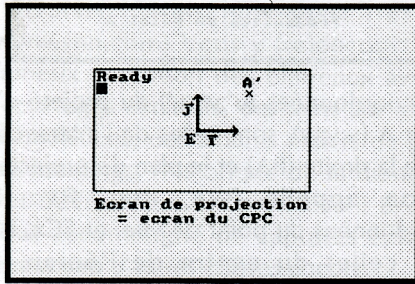 Ready
A'
J
E I
Ecran de projection
= ecran du CPC